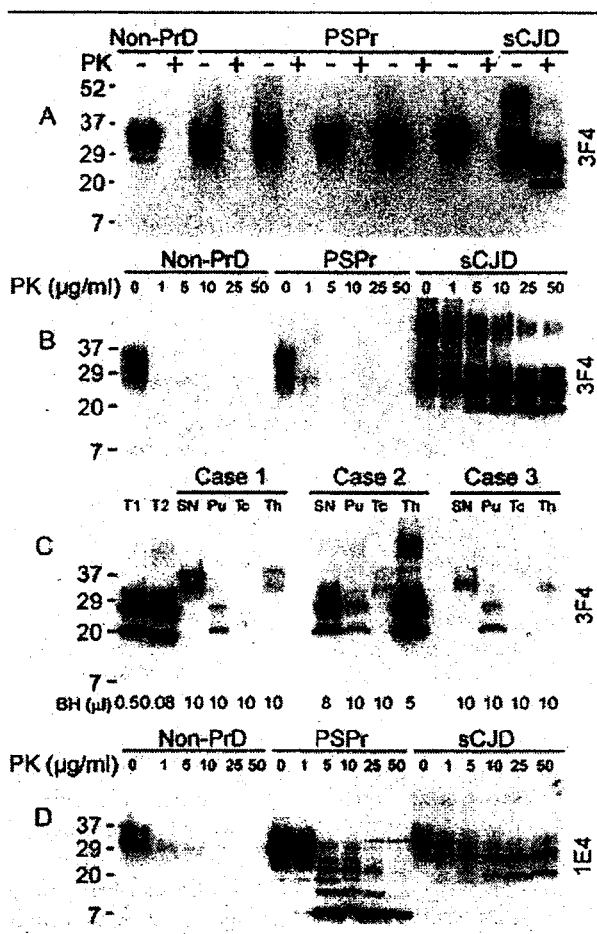 Non-PrD PSPr sCJD
PK - + - + - + - + - + - + - +
A
52
37
29
20
7
3F4
Non-PrD PSPr sCJD
PK (µg/ml) 0 1 5 10 25 50 0 1 5 10 25 50 0 1 5 10 25 50
B
37
29
20
7
3F4
Case 1 Case 2 Case 3
T1 T2 SN Pu Tc Th SN Pu Tc Th SN Pu Tc Th
C
37
29
20
7
3F4
BH (µl) 0.50 0.08 10 10 10 10 8 10 10 5 10 10 10 10
Non-PrD PSPr sCJD
PK (µg/ml) 0 1 5 10 25 50 0 1 5 10 25 50 0 1 5 10 25 50
D
37
29
20
7
1E4